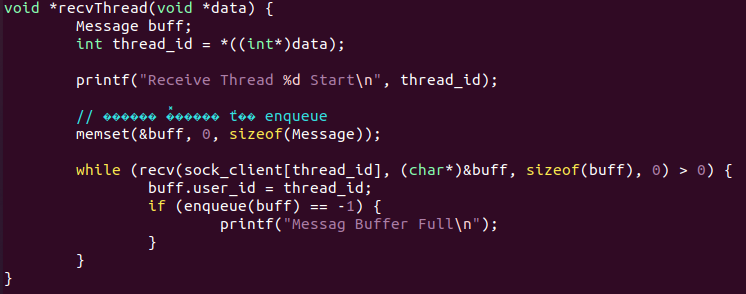 void *recvThread(void *data) {
        Message buff;
        int thread_id = *((int*)data);
        printf("Receive Thread %d Start\n", thread_id);
        // enqueue
        memset(&buff, 0, sizeof(Message));
        while (recv(sock_client[thread_id], (char*)&buff, sizeof(buff), 0) > 0) {
                buff.user_id = thread_id;
                if (enqueue(buff) == -1) {
                        printf("Messag Buffer Full\n");
                }
        }
}